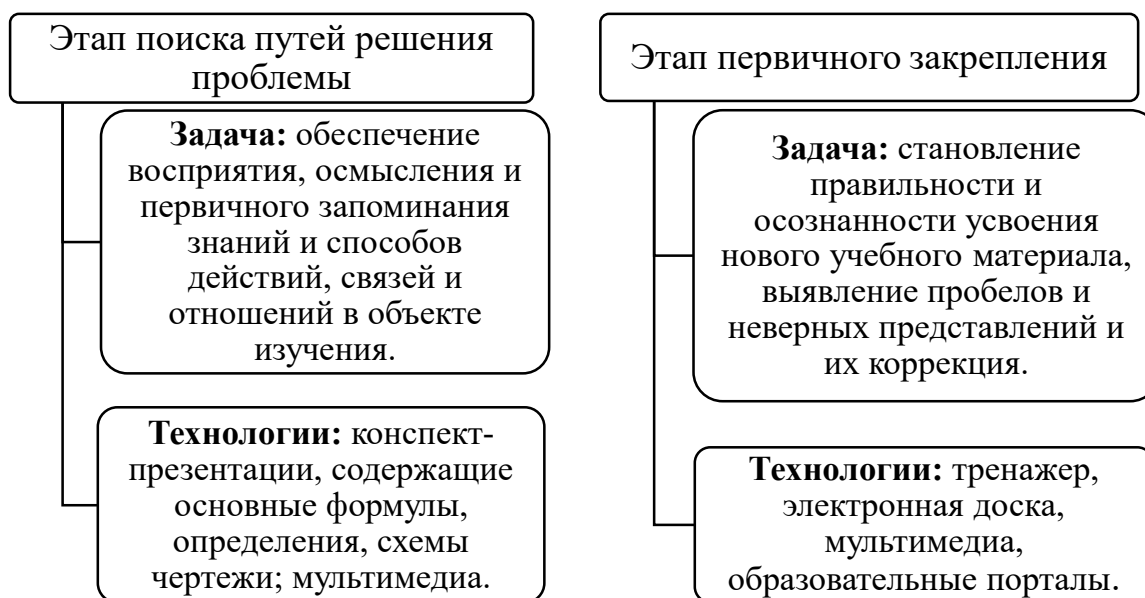 Этап поиска путей решения
проблемы
Задача: обеспечение
восприятия, осмысления и
первичного запоминания
знаний и способов
действий, связей и
отношений в объекте
изучения.
Технологии: конспект-
презентации, содержащие
основные формулы,
определения, схемы
чертежи; мультимедиа.
Этап первичного закрепления
Задача: становление
правильности и
осознанности усвоения
нового учебного материала,
выявление пробелов и
неверных представлений и
их коррекция.
Технологии: тренажер,
электронная доска,
мультимедиа,
образовательные порталы.